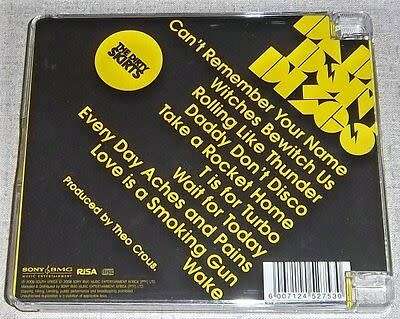 THE DIRTY
SKIRTS
Can't Remember Your Name
Witches Bewitch Us
Rolling Like Thunder
Daddy Don't Disco
Take a Rocket Home
T is for Turbo
Wait for Today
Every Day Aches and Pains
Love is a Smoking Gun
Wake
Produced by Theo Crous.
SONY BMG
MUSIC ENTERTAINMENT
RiSA